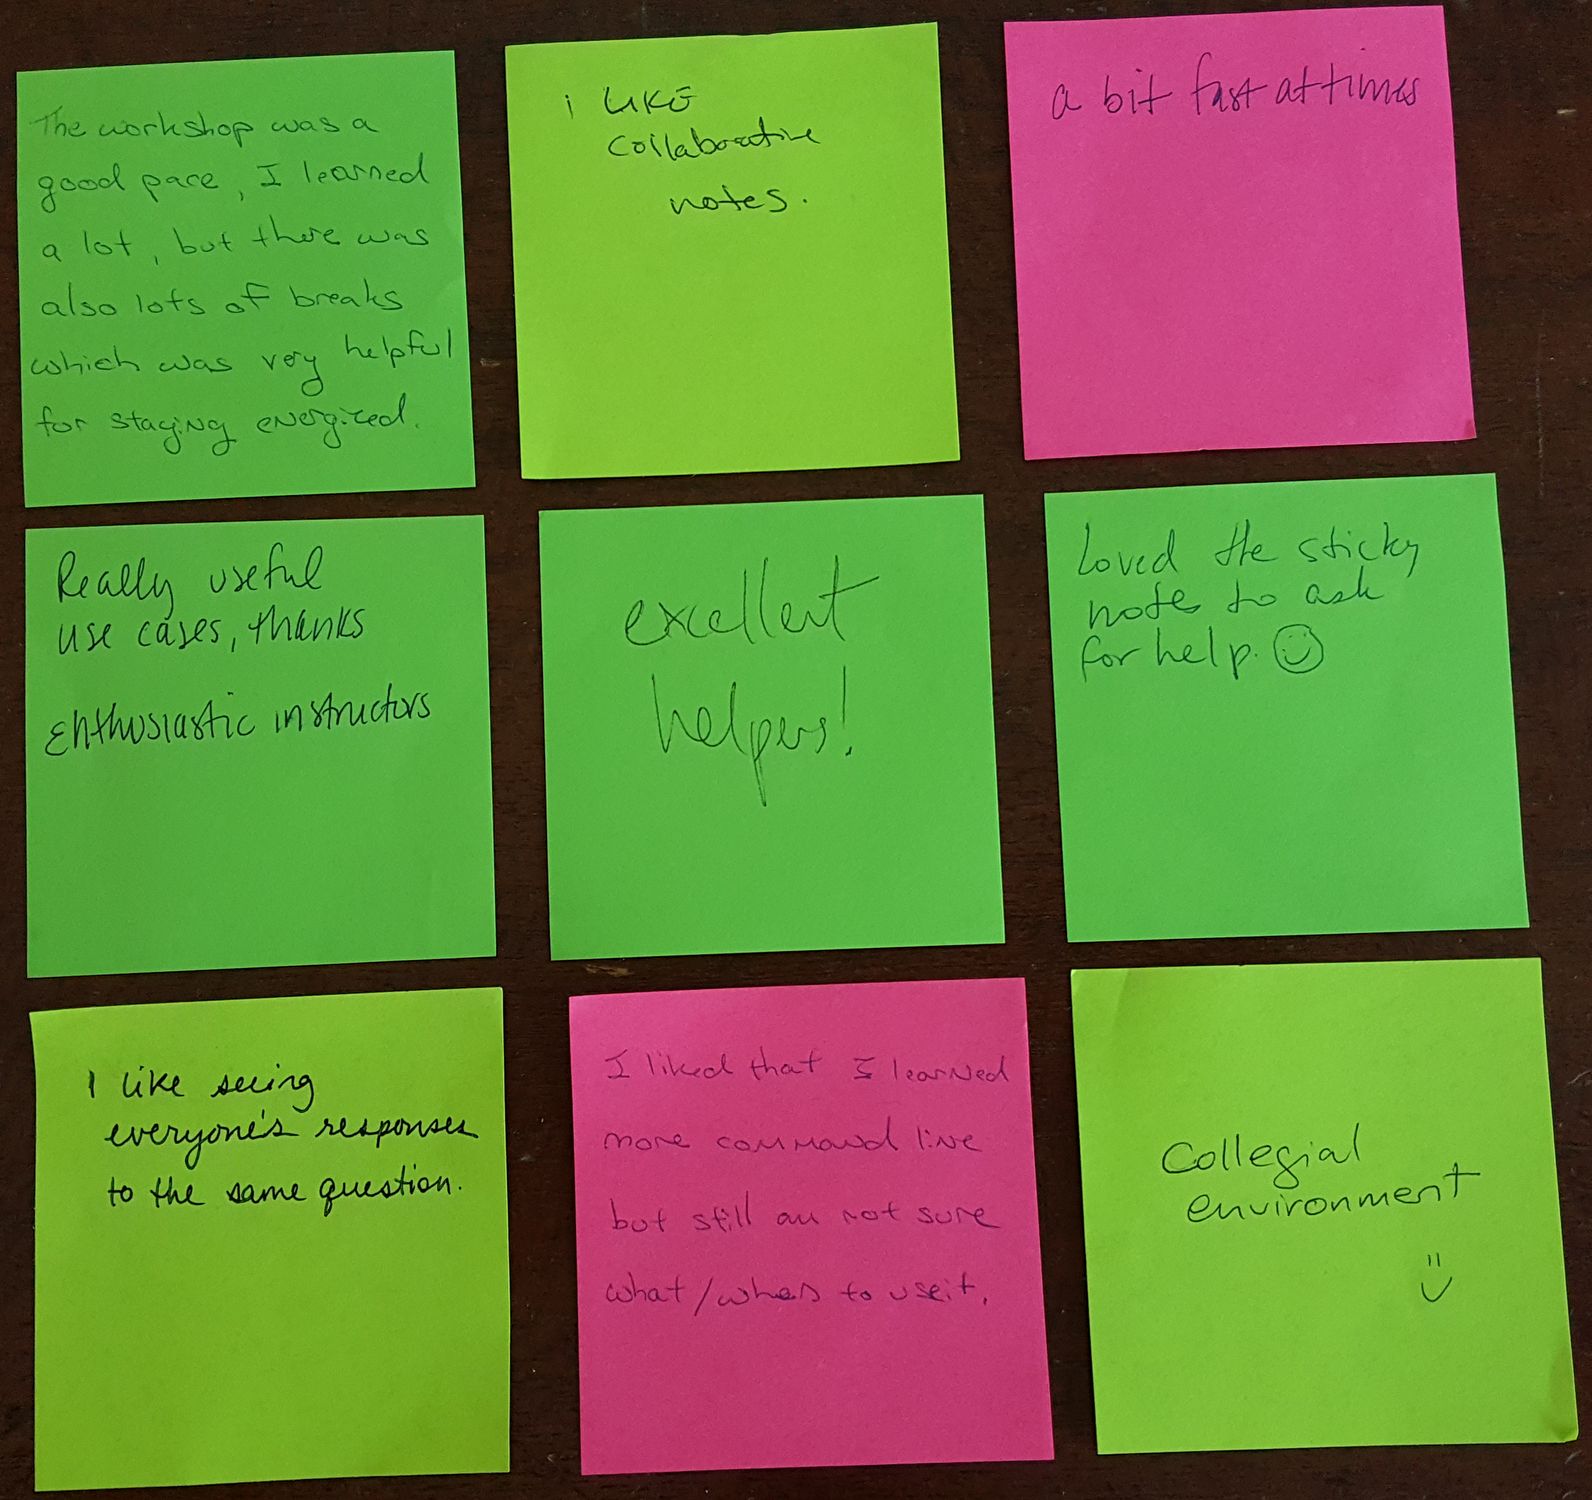 The workshop was a
good pace, I learned
a lot, but there was
also lots of breaks
which was very helpful
for staying energized.
i LIKE
collaborative
notes.
a bit fast at times
Really useful
use cases, thanks
Enthusiastic instructors
excellent
helpers!
Loved the sticky
notes to ask
for help.
I like seeing
everyone's responses
to the same question.
I liked that I learned
more command line
but still am not sure
what/when to use it.
Collegial
environment